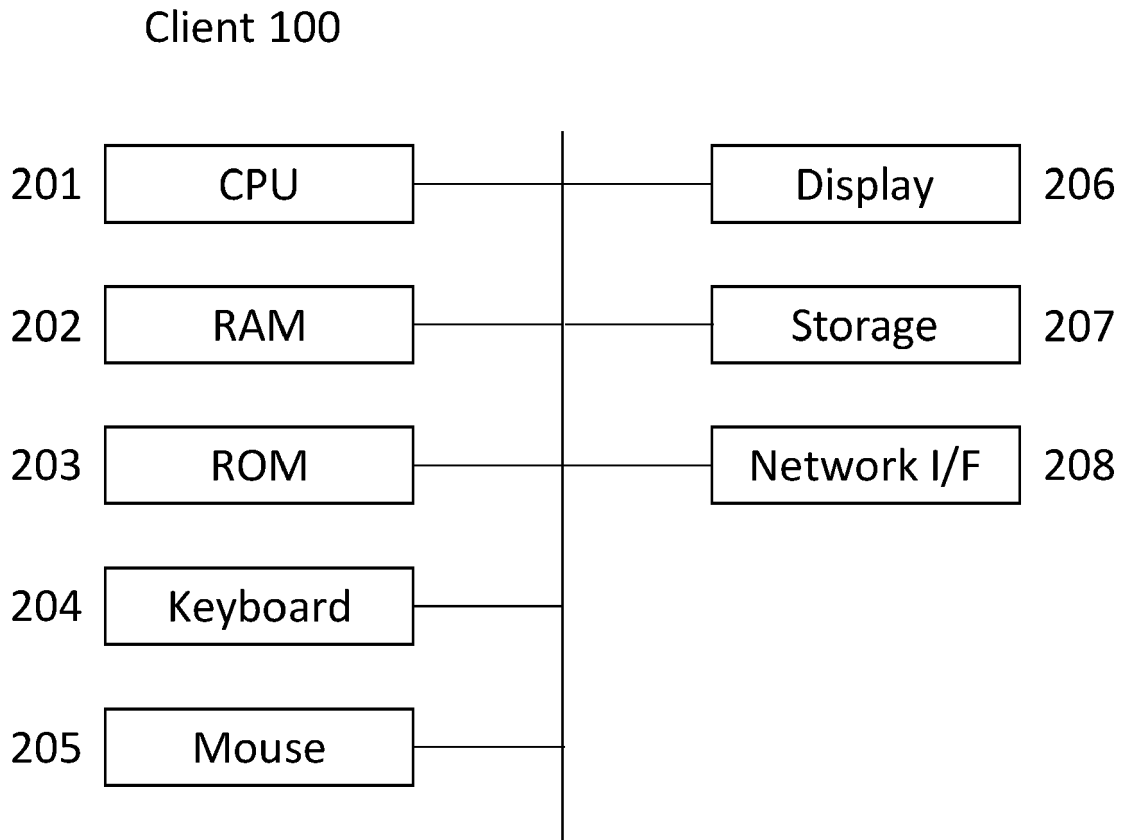 Client 100
201 CPU Display 206
202 RAM Storage 207
203 ROM Network I/F 208
204 Keyboard
205 Mouse